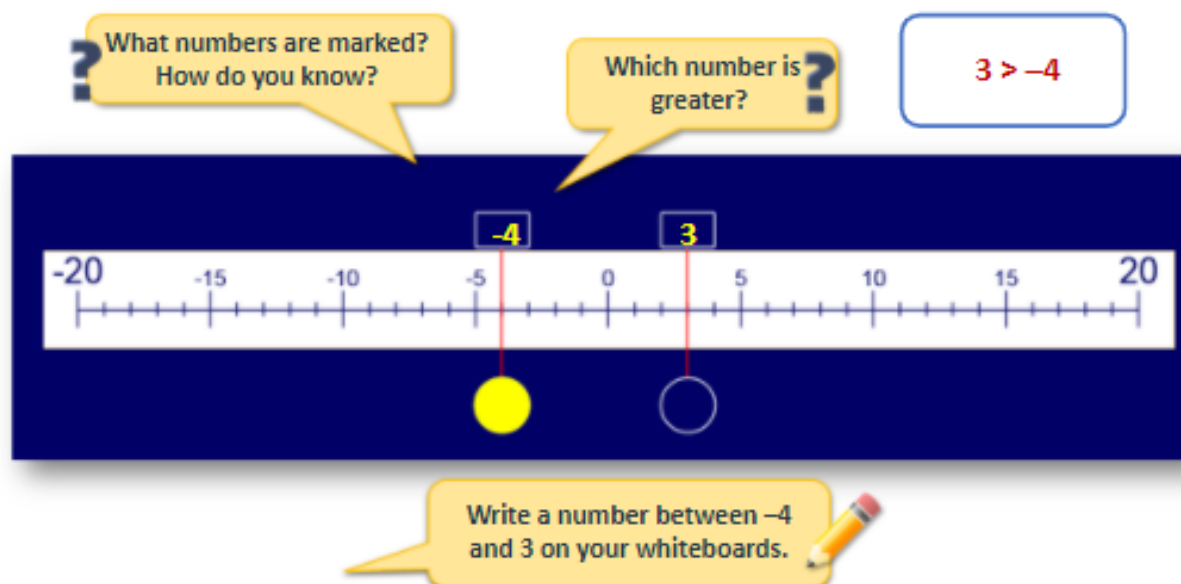 ? What numbers are marked?
How do you know?
Which number is ?
greater?
3 > –4
-4 3
-20 -15 -10 -5 0 5 10 15 20
Write a number between –4
and 3 on your whiteboards.